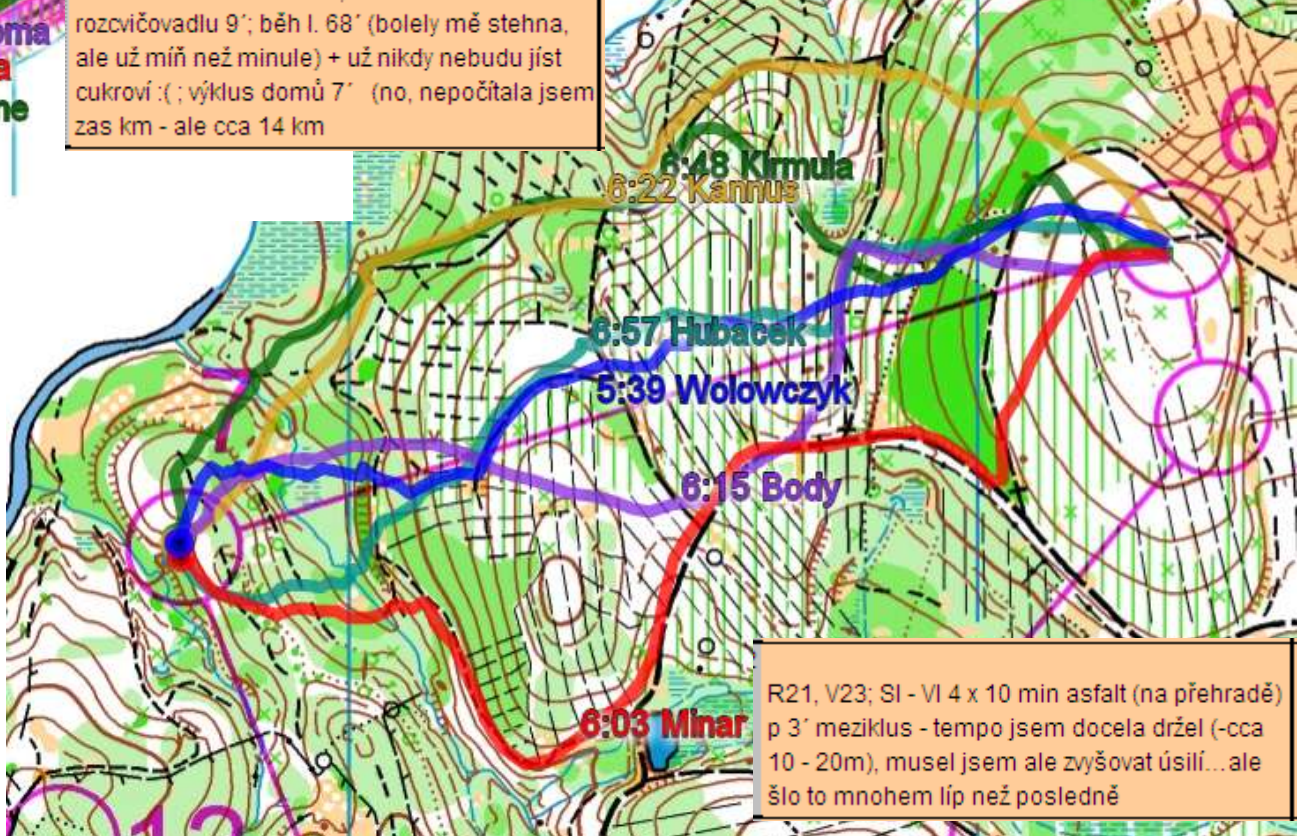 oma
a
ne
rozcvičovadlu 9´; běh I. 68´ (bolely mě stehna,
ale už míň než minule) + už nikdy nebudu jíst
cukroví :( ; výklus domů 7´ (no, nepočítala jsem
zas km - ale cca 14 km
6
6:48 Kirmula
6:22 Kannus
6:57 Hubacek
5:39 Wolowczyk
7
6:15 Body
6:03 Minar
R21, V23; SI - VI 4 x 10 min asfalt (na přehradě)
p 3´ meziklus - tempo jsem docela držel (-cca
10 - 20m), musel jsem ale zvyšovat úsilí...ale
šlo to mnohem líp než posledně
12